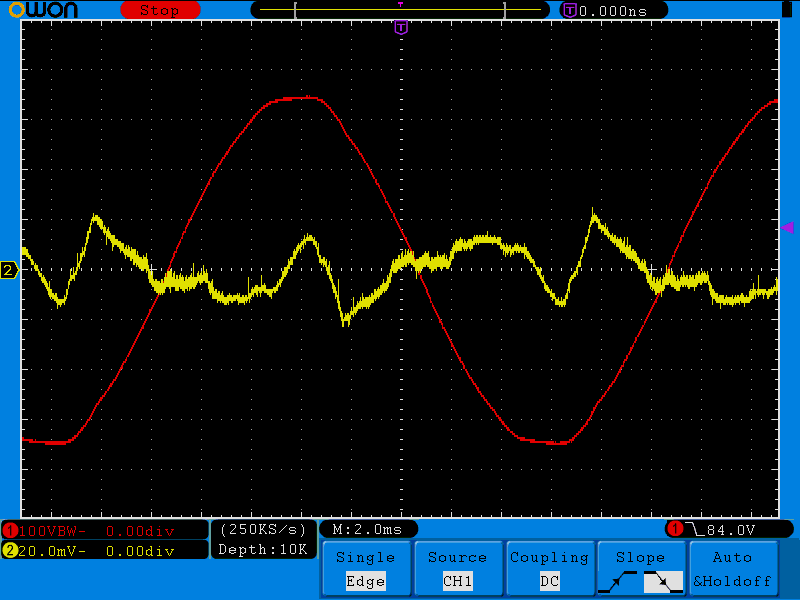 OWON Stop T T 0.000ns
T
2
1 100VBW- 0.00div (250KS/s) M:2.0ms 1 84.0V
2 20.0mV- 0.00div Depth:10K
Single Source Coupling Slope Auto
Edge CH1 DC &Holdoff